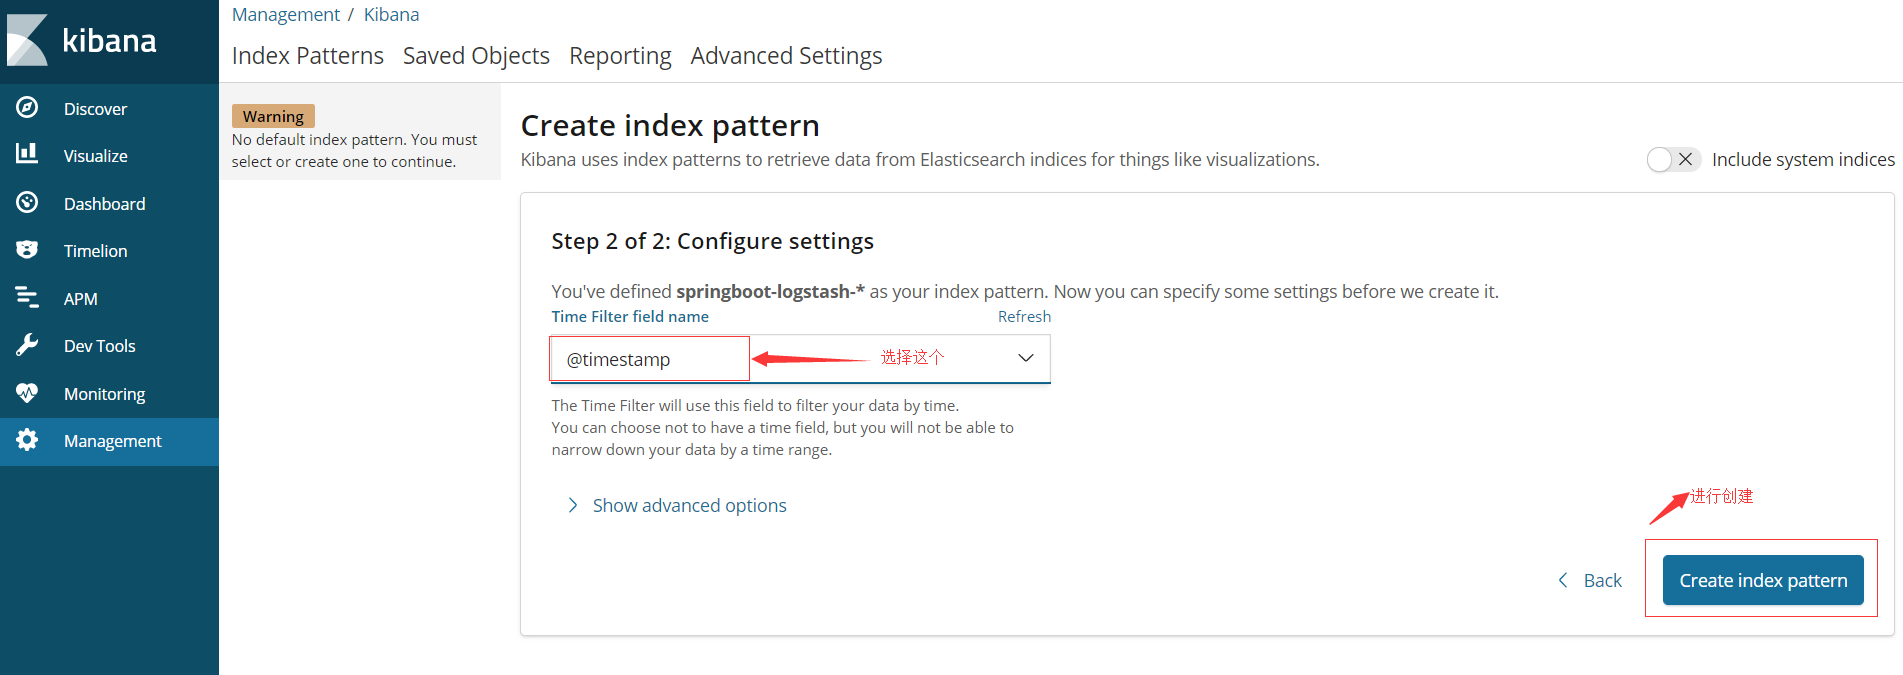 kibana
Discover
Visualize
Dashboard
Timelion
APM
Dev Tools
Monitoring
Management
Management / Kibana
Index Patterns Saved Objects Reporting Advanced Settings
Warning
No default index pattern. You must
select or create one to continue.
Create index pattern
Kibana uses index patterns to retrieve data from Elasticsearch indices for things like visualizations.
Include system indices
Step 2 of 2: Configure settings
You've defined springboot-logstash-* as your index pattern. Now you can specify some settings before we create it.
Time Filter field name Refresh
@timestamp 选择这个
The Time Filter will use this field to filter your data by time.
You can choose not to have a time field, but you will not be able to
narrow down your data by a time range.
Show advanced options
进行创建
Back Create index pattern